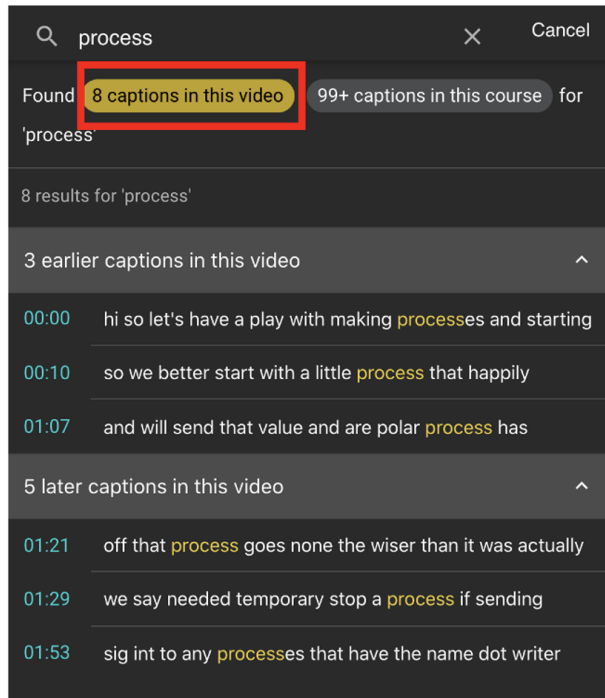 process
Cancel
Found 8 captions in this video 99+ captions in this course for
'process'
8 results for 'process'
3 earlier captions in this video
00:00 hi so let's have a play with making processes and starting
00:10 so we better start with a little process that happily
01:07 and will send that value and are polar process has
5 later captions in this video
01:21 off that process goes none the wiser than it was actually
01:29 we say needed temporary stop a process if sending
01:53 sig int to any processes that have the name dot writer